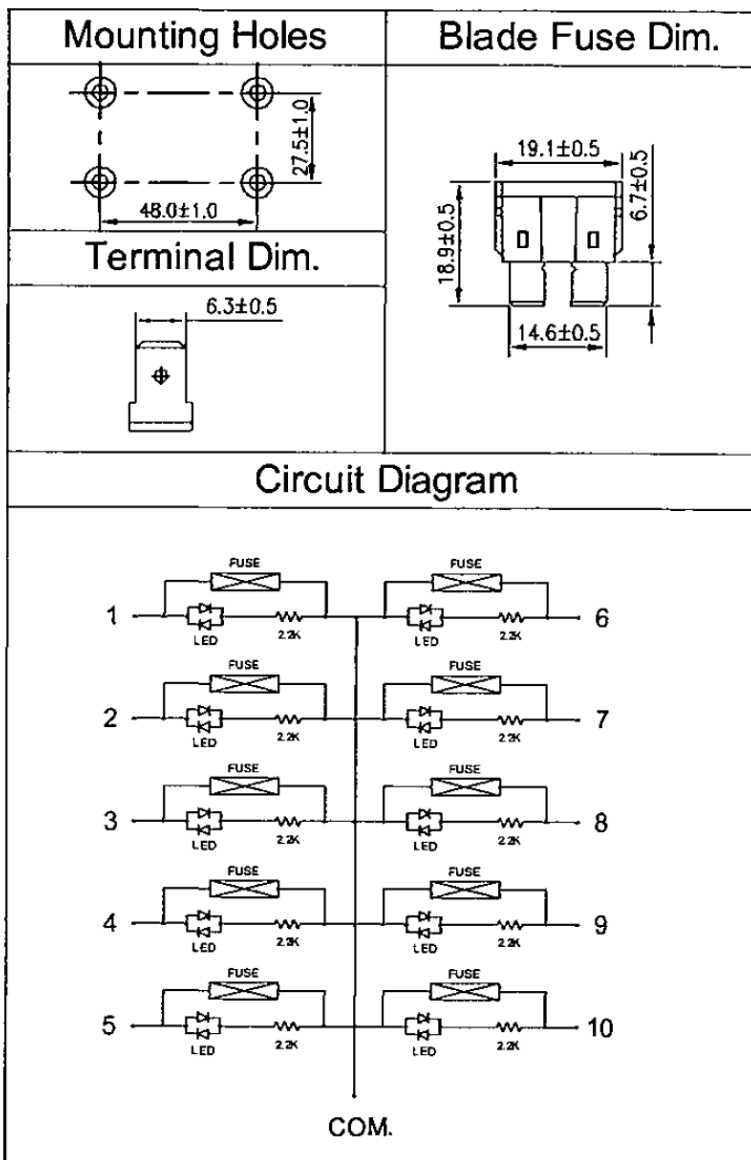 Mounting Holes
27.5±1.0
48.0±1.0
Blade Fuse Dim.
19.1±0.5
6.7±0.5
18.9±0.5
14.6±0.5
Terminal Dim.
6.3±0.5
Circuit Diagram
FUSE FUSE
1 LED 2.2K LED 2.2K 6
FUSE FUSE
2 LED 2.2K LED 2.2K 7
FUSE FUSE
3 LED 2.2K LED 2.2K 8
FUSE FUSE
4 LED 2.2K LED 2.2K 9
FUSE FUSE
5 LED 2.2K LED 2.2K 10
COM.